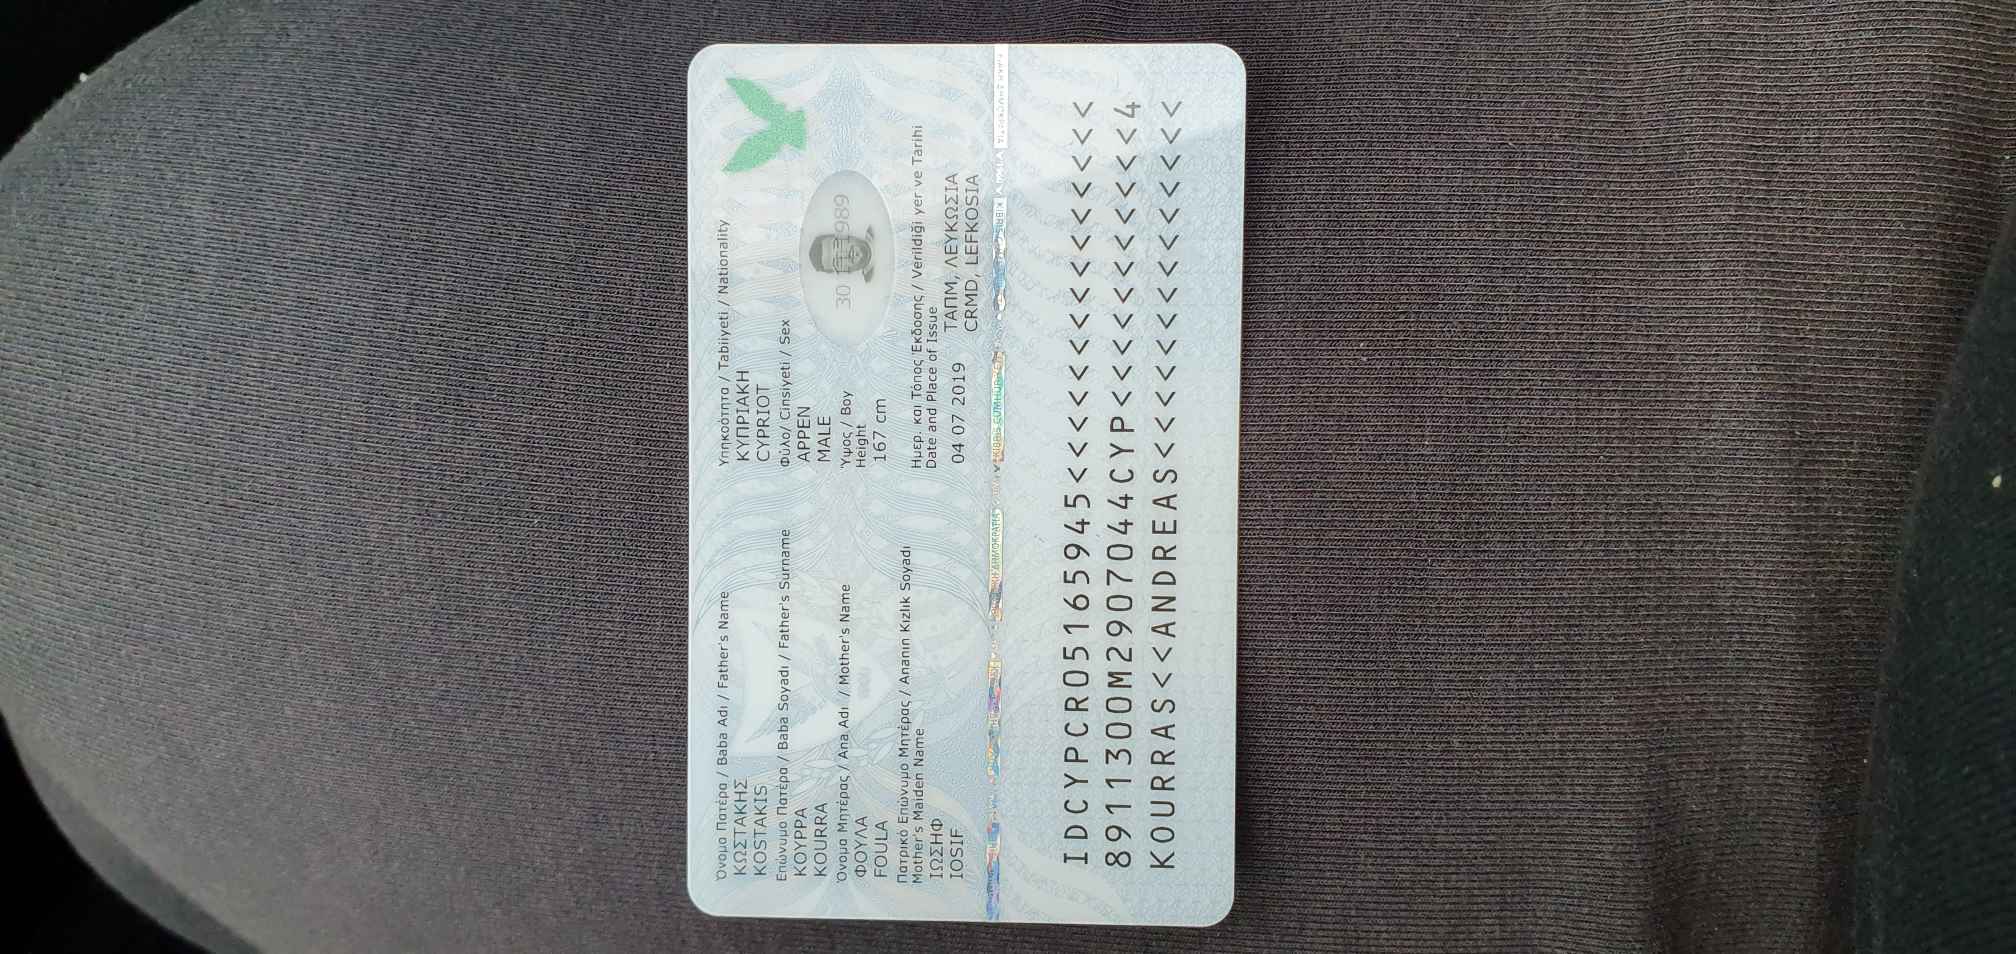 Όνομα Πατέρα / Baba Adı / Father's Name
ΚΩΣΤΑΚΗΣ
KOSTAKIS
Επώνυμο Πατέρα / Baba Soyadı / Father's Surname
ΚΟΥΡΡΑ
KOURRA
Όνομα Μητέρας / Ana Adı / Mother's Name
ΦΟΥΛΑ
FOULA
Πατρικό Επώνυμο Μητέρας / Ananın Kızlık Soyadı
Mother's Maiden Name
ΙΩΣΗΦ
IOSIF
Υπηκοότητα / Tabiiyeti / Nationality
ΚΥΠΡΙΑΚΗ
CYPRIOT
Φύλο/ Cinsiyeti / Sex
ΑΡΡΕΝ
MALE
Ύψος / Boy
Height
167 cm
30 11 1989
Ημερ. και Τόπος Έκδοσης / Verildiği yer ve Tarihi
Date and Place of Issue
04 07 2019 ΤΑΠΜ, ΛΕΥΚΩΣΙΑ
CRMD, LEFKOSIA
IDCYPCR05165945<<<<<<<<<<<<<<<
8911300M2907044CYP<<<<<<<<<<<4
KOURRAS<<ANDREAS<<<<<<<<<<<<<<